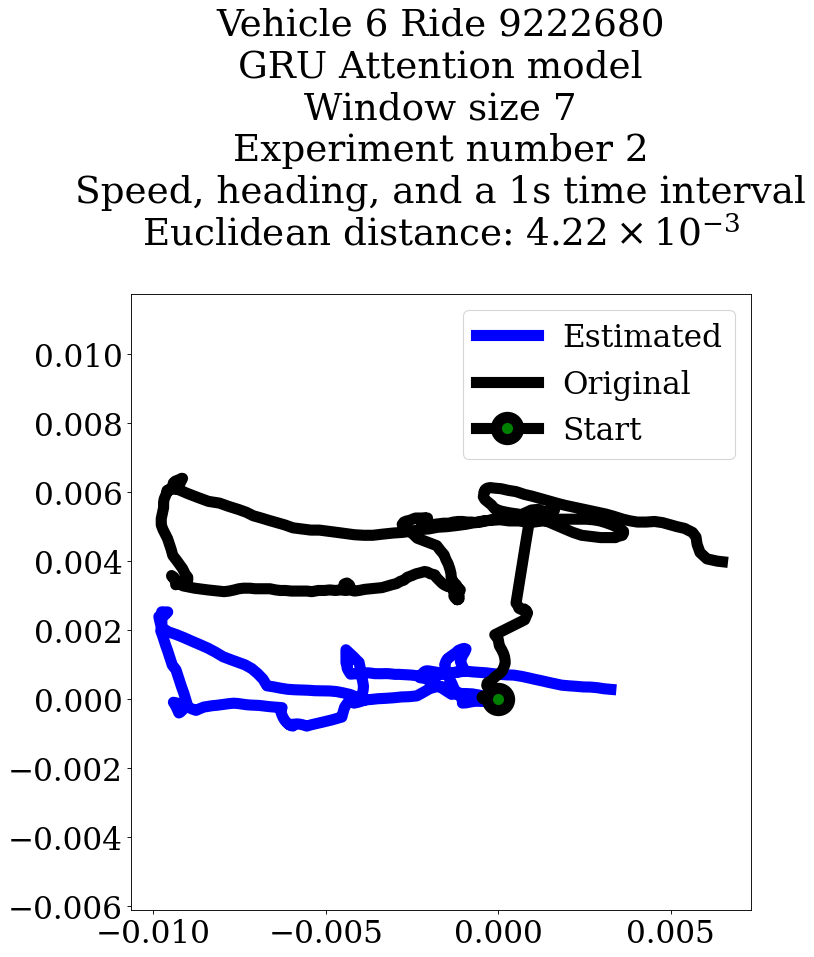 Vehicle 6 Ride 9222680
GRU Attention model
Window size 7
Experiment number 2
Speed, heading, and a 1s time interval
Euclidean distance: 4.22 × 10⁻³
Estimated
Original
Start
0.010
0.008
0.006
0.004
0.002
0.000
−0.002
−0.004
−0.006
−0.010 −0.005 0.000 0.005